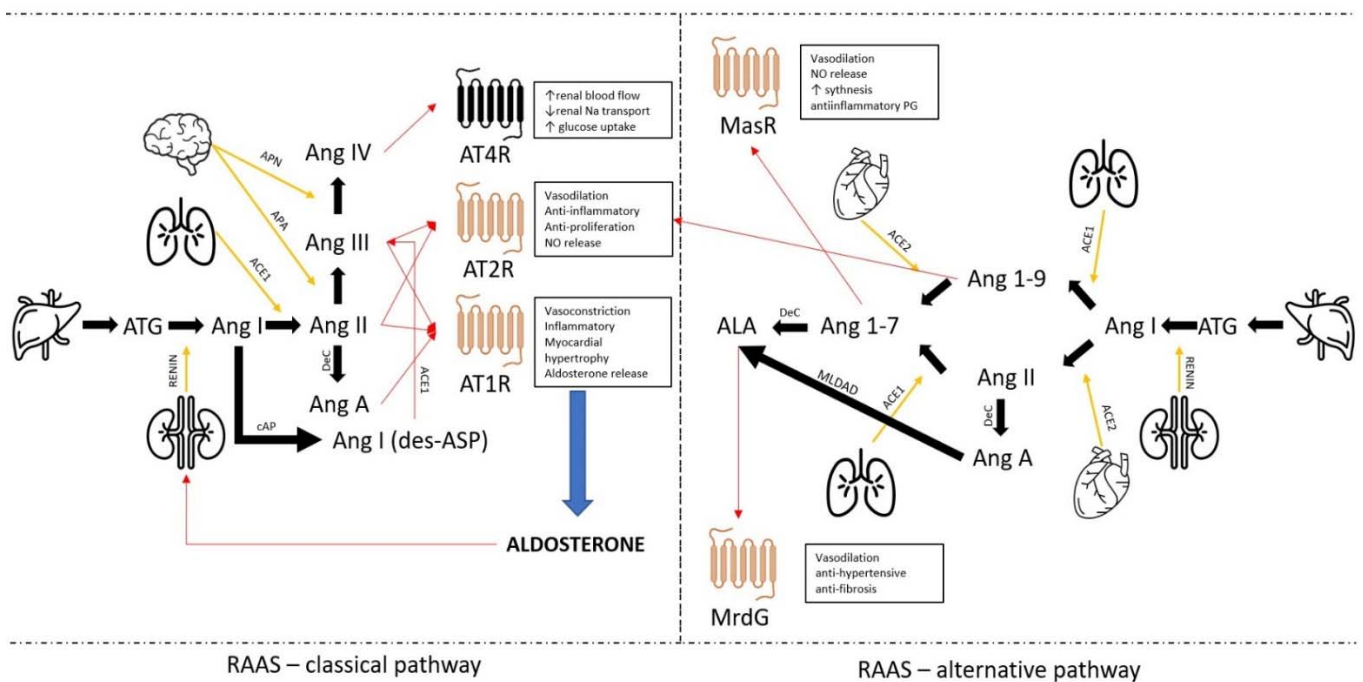 ↑renal blood flow
↓renal Na transport
↑ glucose uptake
AT4R
Ang IV
APN
APA
Vasodilation
Anti-inflammatory
Anti-proliferation
NO release
AT2R
Ang III
ACE1
ATG
Ang I
Ang II
Vasoconstriction
Inflammatory
Myocardial
hypertrophy
Aldosterone release
AT1R
RENIN
DeC
ACE1
Ang A
cAP
Ang I (des-ASP)
ALDOSTERONE
RAAS – classical pathway
Vasodilation
NO release
↑ sythnesis
antiinflammatory PG
MasR
ACE2
ACE1
Ang 1-9
ALA
DeC
Ang 1-7
Ang I
ATG
MLDAD
ACE1
Ang II
DeC
Ang A
ACE2
RENIN
Vasodilation
anti-hypertensive
anti-fibrosis
MrdG
RAAS – alternative pathway